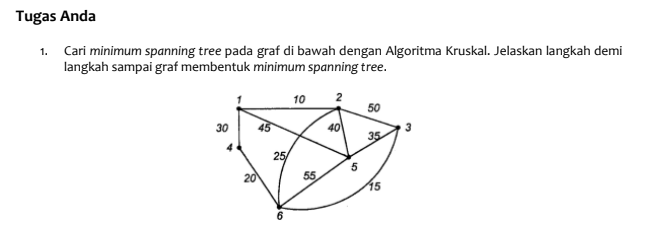 Tugas Anda
1. Cari minimum spanning tree pada graf di bawah dengan Algoritma Kruskal. Jelaskan langkah demi
langkah sampai graf membentuk minimum spanning tree.
1 10 2
50
30 45 40 35 3
4
25
20 55 5
15
6